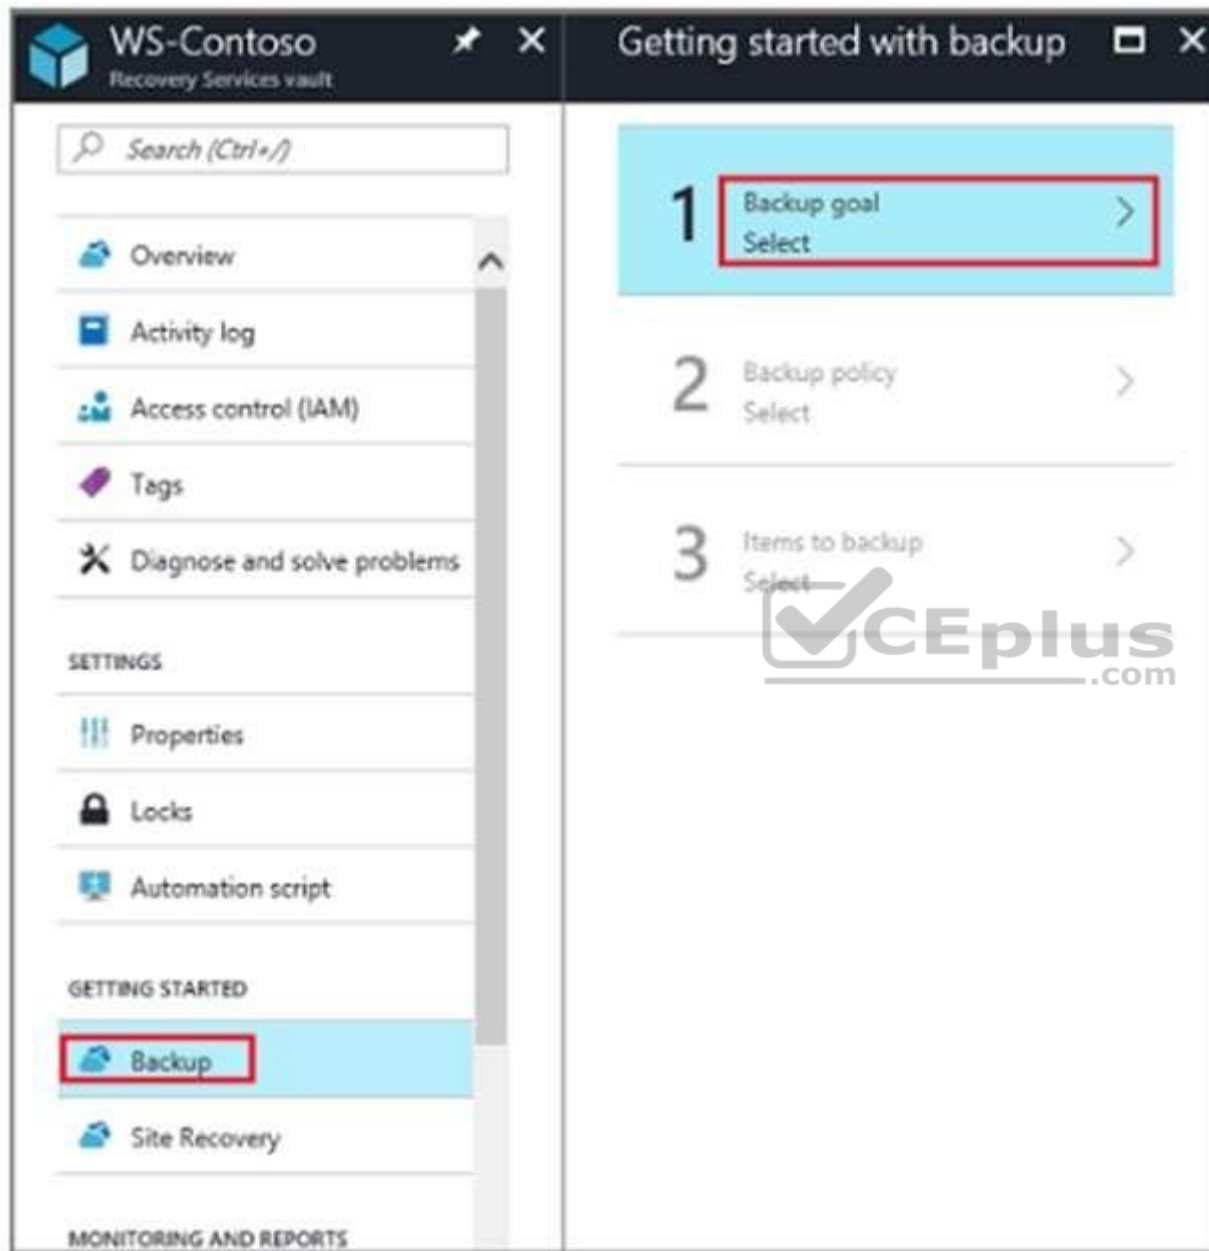 WS-Contoso
Recovery Services vault
Search (Ctrl+/)
Overview
Activity log
Access control (IAM)
Tags
Diagnose and solve problems
SETTINGS
Properties
Locks
Automation script
GETTING STARTED
Backup
Site Recovery
MONITORING AND REPORTS
Getting started with backup
1
Backup goal
Select
2
Backup policy
Select
3
Items to backup
Select
CEplus
.com